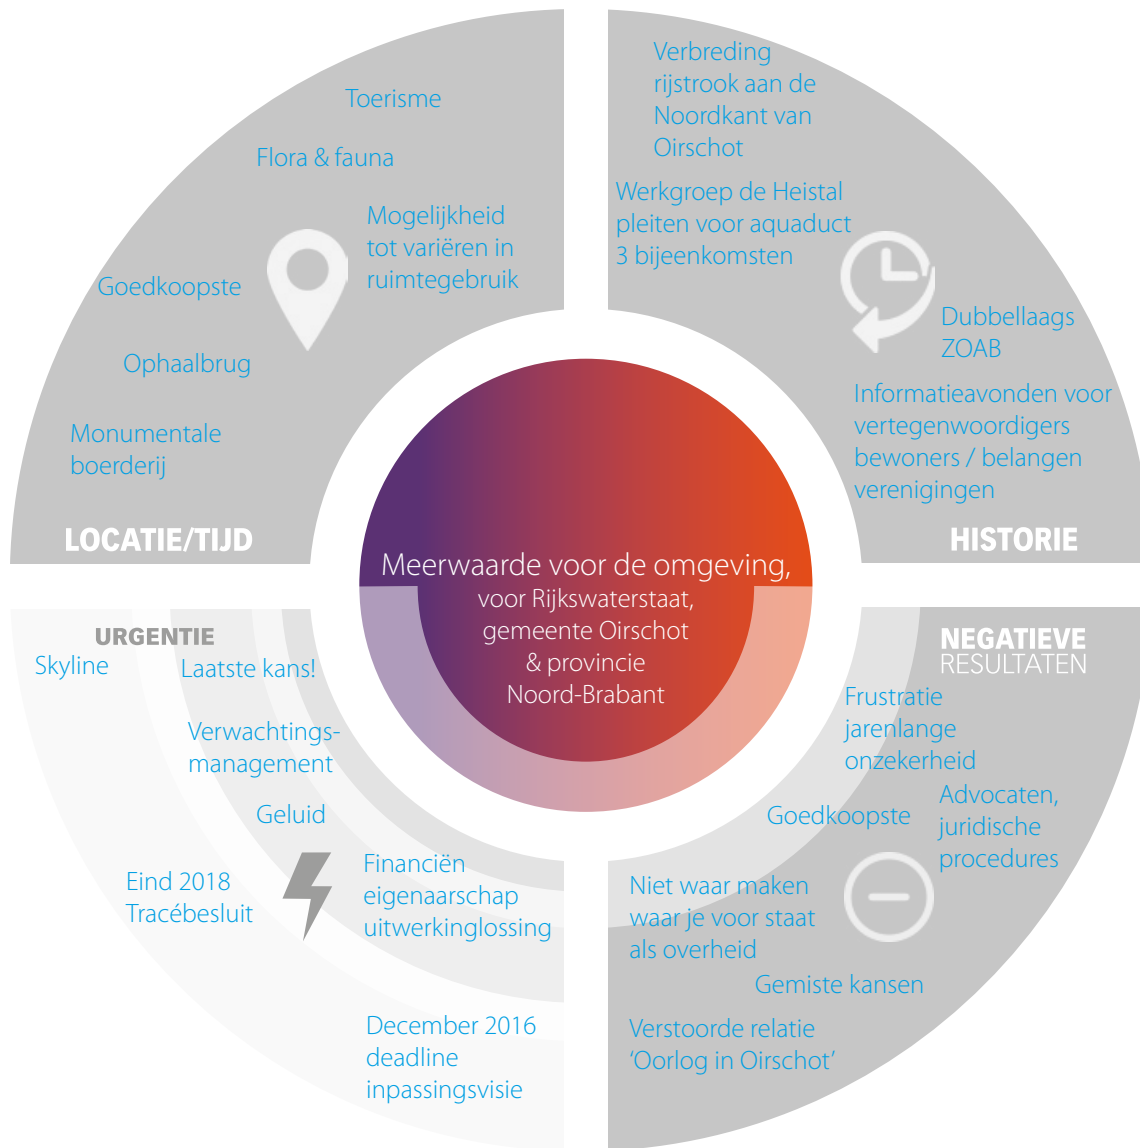 Toerisme
Flora & fauna
Mogelijkheid
tot variëren in
ruimtegebruik
Goedkoopste
Ophaalbrug
Monumentale
boerderij
LOCATIE/TIJD
Verbreding
rijstrook aan de
Noordkant van
Oirschot
Werkgroep de Heistal
pleiten voor aquaduct
3 bijeenkomsten
Dubbellaags
ZOAB
Informatieavonden voor
vertegenwoordigers
bewoners / belangen
verenigingen
HISTORIE
Meerwaarde voor de omgeving,
voor Rijkswaterstaat,
gemeente Oirschot
& provincie
Noord-Brabant
URGENTIE
Skyline
Laatste kans!
Verwachtings-
management
Geluid
Eind 2018
Tracébesluit
Financiën
eigenaarschap
uitwerkinglossing
December 2016
deadline
inpassingsvisie
NEGATIEVE
RESULTATEN
Frustratie
jarenlange
onzekerheid
Goedkoopste
Advocaten,
juridische
procedures
Niet waar maken
waar je voor staat
als overheid
Gemiste kansen
Verstoorde relatie
‘Oorlog in Oirschot’